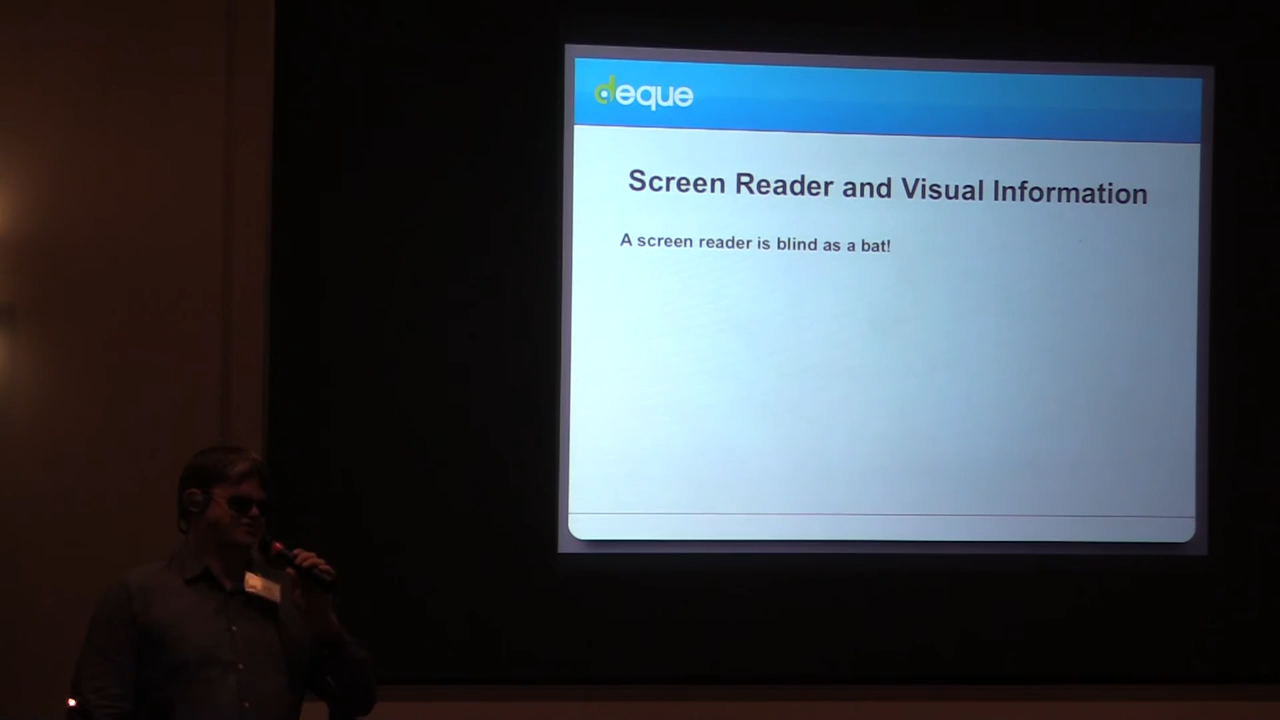 deque
Screen Reader and Visual Information
A screen reader is blind as a bat!